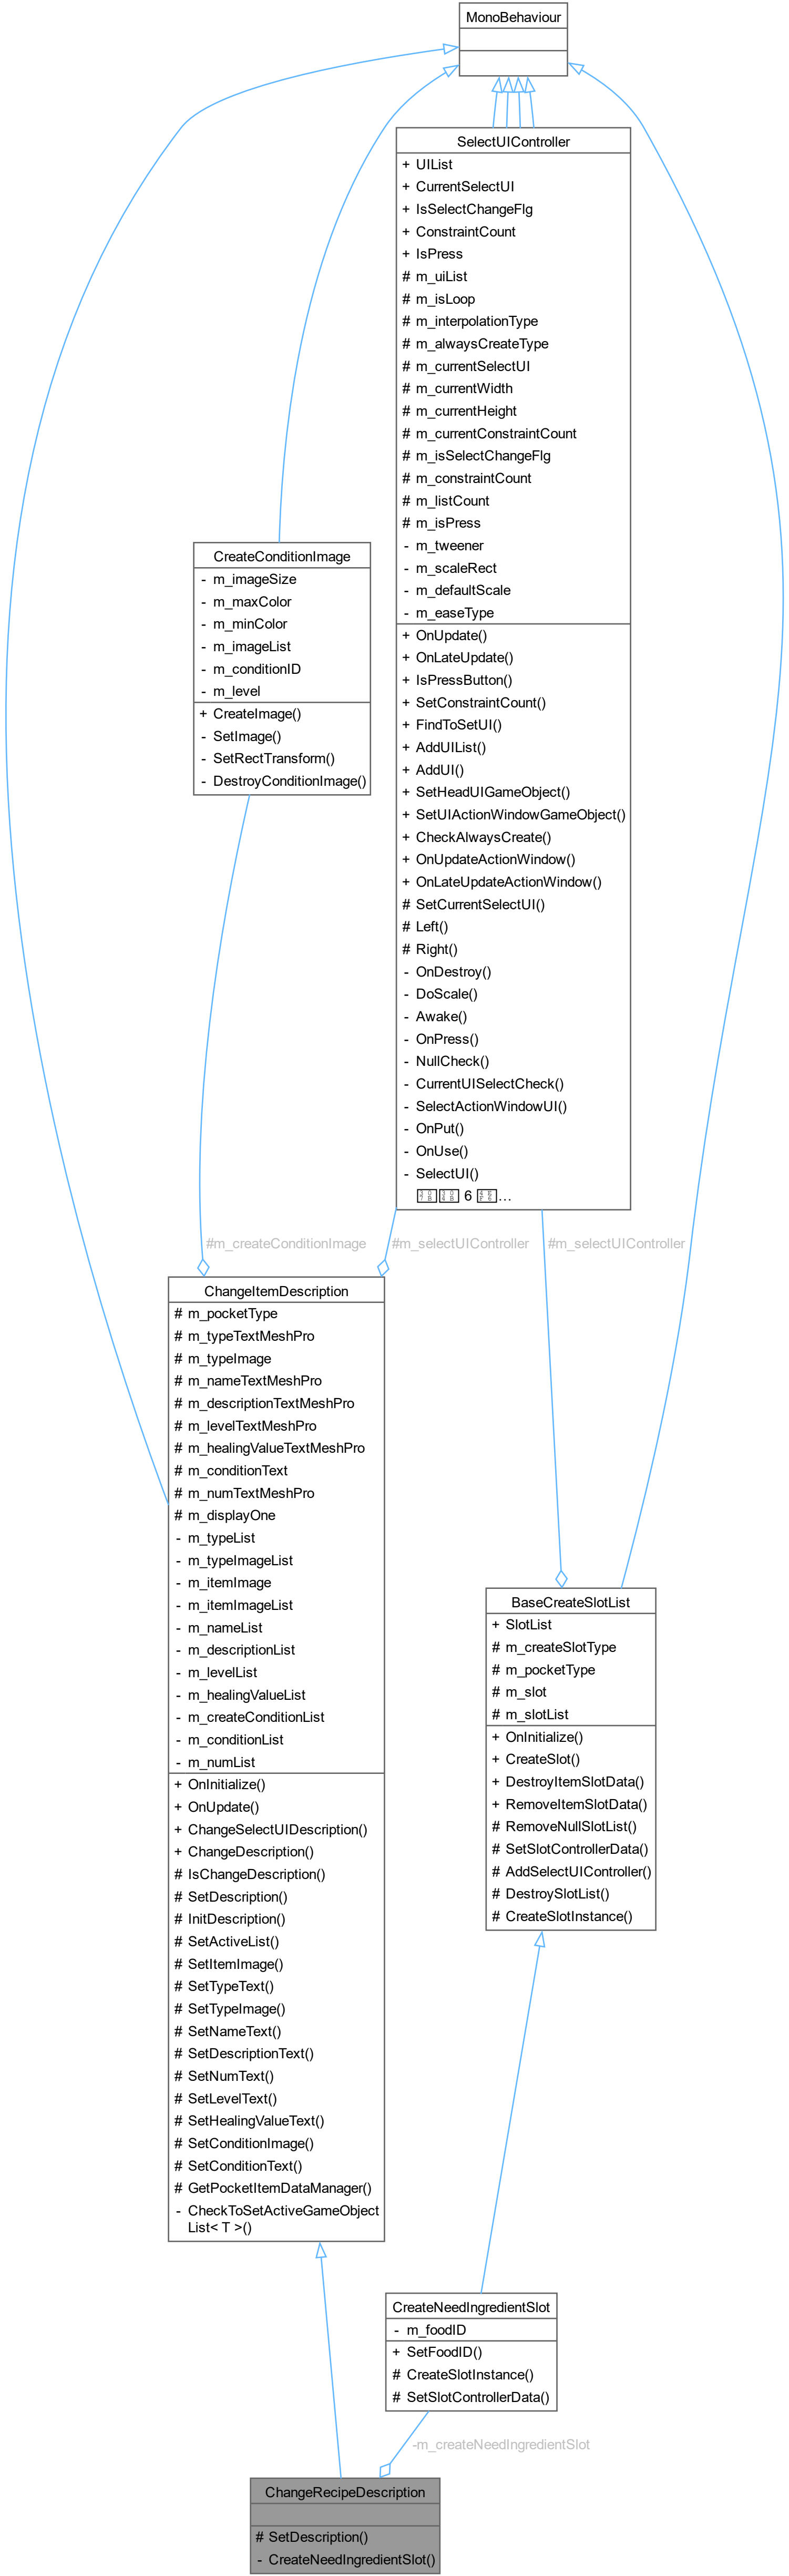 MonoBehaviour
SelectUIController
+ UIList
+ CurrentSelectUI
+ IsSelectChangeFlg
+ ConstraintCount
+ IsPress
# m_uiList
# m_isLoop
# m_interpolationType
# m_alwaysCreateType
# m_currentSelectUI
# m_currentWidth
# m_currentHeight
# m_currentConstraintCount
# m_isSelectChangeFlg
# m_constraintCount
# m_listCount
# m_isPress
- m_tweener
- m_scaleRect
- m_defaultScale
- m_easeType
+ OnUpdate()
+ OnLateUpdate()
+ IsPressButton()
+ SetConstraintCount()
+ FindToSetUI()
+ AddUIList()
+ AddUI()
+ SetHeadUIGameObject()
+ SetUIActionWindowGameObject()
+ CheckAlwaysCreate()
+ OnUpdateActionWindow()
+ OnLateUpdateActionWindow()
# SetCurrentSelectUI()
# Left()
# Right()
- OnDestroy()
- DoScale()
- Awake()
- OnPress()
- NullCheck()
- CurrentUISelectCheck()
- SelectActionWindowUI()
- OnPut()
- OnUse()
- SelectUI()
6 ...
CreateConditionImage
- m_imageSize
- m_maxColor
- m_minColor
- m_imageList
- m_conditionID
- m_level
+ CreateImage()
- SetImage()
- SetRectTransform()
- DestroyConditionImage()
#m_createConditionImage
#m_selectUIController
#m_selectUIController
ChangeItemDescription
# m_pocketType
# m_typeTextMeshPro
# m_typeImage
# m_nameTextMeshPro
# m_descriptionTextMeshPro
# m_levelTextMeshPro
# m_healingValueTextMeshPro
# m_conditionText
# m_numTextMeshPro
# m_displayOne
- m_typeList
- m_typeImageList
- m_itemImage
- m_itemImageList
- m_nameList
- m_descriptionList
- m_levelList
- m_healingValueList
- m_createConditionList
- m_conditionList
- m_numList
+ OnInitialize()
+ OnUpdate()
+ ChangeSelectUIDescription()
+ ChangeDescription()
# IsChangeDescription()
# SetDescription()
# InitDescription()
# SetActiveList()
# SetItemImage()
# SetTypeText()
# SetTypeImage()
# SetNameText()
# SetDescriptionText()
# SetNumText()
# SetLevelText()
# SetHealingValueText()
# SetConditionImage()
# SetConditionText()
# GetPocketItemDataManager()
- CheckToSetActiveGameObject
List< T >()
BaseCreateSlotList
+ SlotList
# m_createSlotType
# m_pocketType
# m_slot
# m_slotList
+ OnInitialize()
+ CreateSlot()
+ DestroyItemSlotData()
+ RemoveItemSlotData()
# RemoveNullSlotList()
# SetSlotControllerData()
# AddSelectUIController()
# DestroySlotList()
# CreateSlotInstance()
CreateNeedIngredientSlot
- m_foodID
+ SetFoodID()
# CreateSlotInstance()
# SetSlotControllerData()
-m_createNeedIngredientSlot
ChangeRecipeDescription
# SetDescription()
- CreateNeedIngredientSlot()